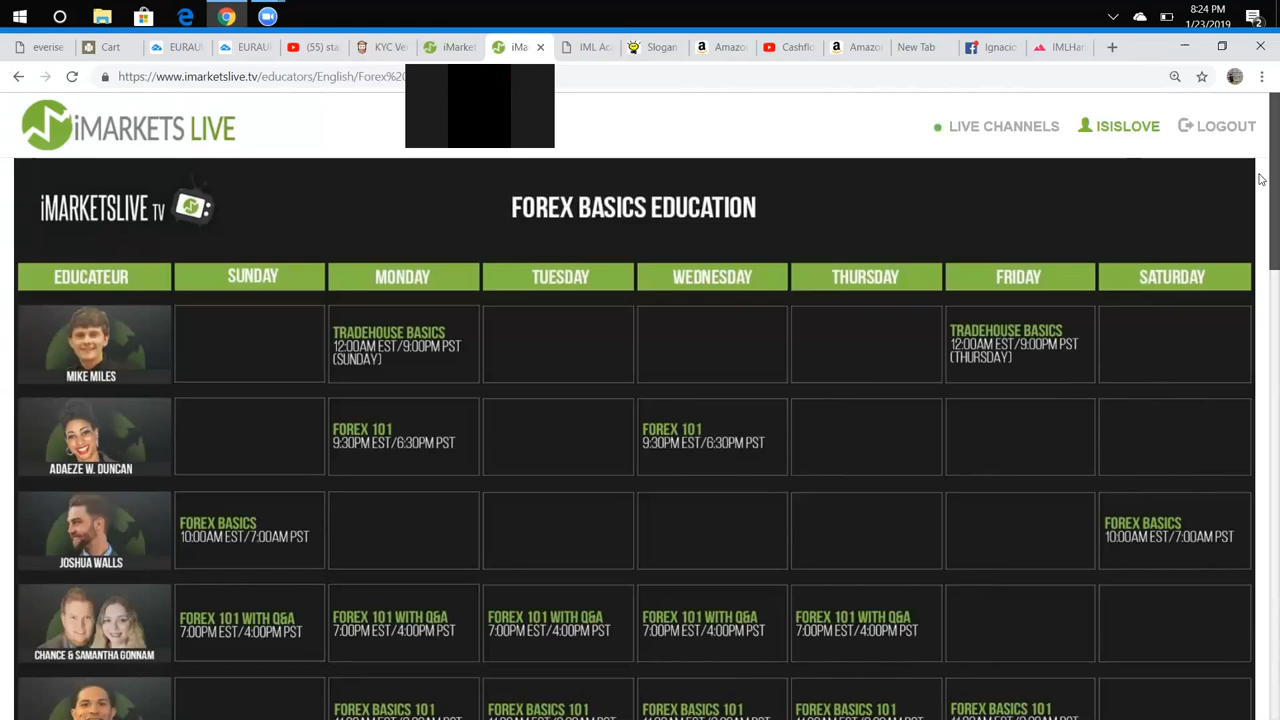 8:24 PM
1/23/2019
2
everise
Cart
EURAU
EURAU
(55) sta
KYC Ve
iMarket
iMa
IML Ac
Slogan
Amazo
Cashflo
Amazo
New Tab
Ignacio
IMLHan
https://www.imarketslive.tv/educators/English/Forex%20
iMARKETS LIVE
LIVE CHANNELS
ISISLOVE
LOGOUT
iMARKETSLIVE TV
FOREX BASICS EDUCATION
EDUCATEUR SUNDAY MONDAY TUESDAY WEDNESDAY THURSDAY FRIDAY SATURDAY
MIKE MILES
TRADEHOUSE BASICS
12:00AM EST/9:00PM PST
(SUNDAY)
TRADEHOUSE BASICS
12:00AM EST/9:00PM PST
(THURSDAY)
ADAEZE W. DUNCAN
FOREX 101
9:30PM EST/6:30PM PST
FOREX 101
9:30PM EST/6:30PM PST
JOSHUA WALLS
FOREX BASICS
10:00AM EST/7:00AM PST
FOREX BASICS
10:00AM EST/7:00AM PST
CHANCE & SAMANTHA GONNAM
FOREX 101 WITH Q&A
7:00PM EST/4:00PM PST
FOREX 101 WITH Q&A
7:00PM EST/4:00PM PST
FOREX 101 WITH Q&A
7:00PM EST/4:00PM PST
FOREX 101 WITH Q&A
7:00PM EST/4:00PM PST
FOREX 101 WITH Q&A
7:00PM EST/4:00PM PST
FOREX BASICS 101
FOREX BASICS 101
FOREX BASICS 101
FOREX BASICS 101
FOREX BASICS 101